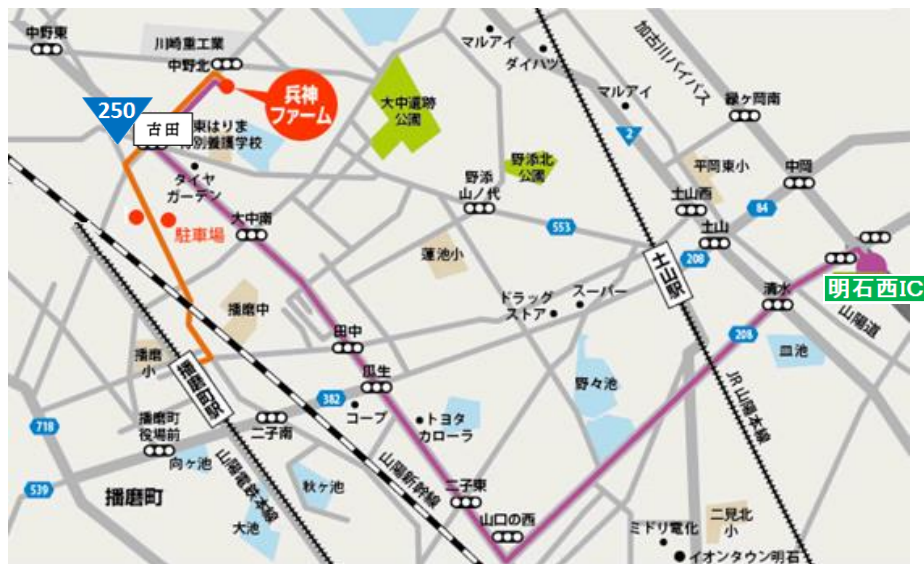 中野東
川崎重工業
中野北
兵神
ファーム
250
古田
東はりま
特別養護学校
ダイヤ
ガーデン
駐車場
大中南
大中遺跡
公園
野添北
公園
野添
山ノ代
蓮池小
マルアイ
ダイハツ
マルアイ
2
加古川バイパス
緑ヶ岡南
平岡東小
中岡
土山西
土山
84
553
208
土山駅
明石西IC
清水
山陽道
皿池
208
ドラッグ
ストア
スーパー
野々池
JR山陽本線
播磨中
播磨
小
播磨町駅
田中
瓜生
382
コープ
トヨタ
カローラ
二子南
718
播磨町
役場前
向ヶ池
539
播磨町
大池
山陽電鉄本線
秋ヶ池
山陽新幹線
二子東
山口の西
ミドリ電化
二見北
小
イオンタウン明石